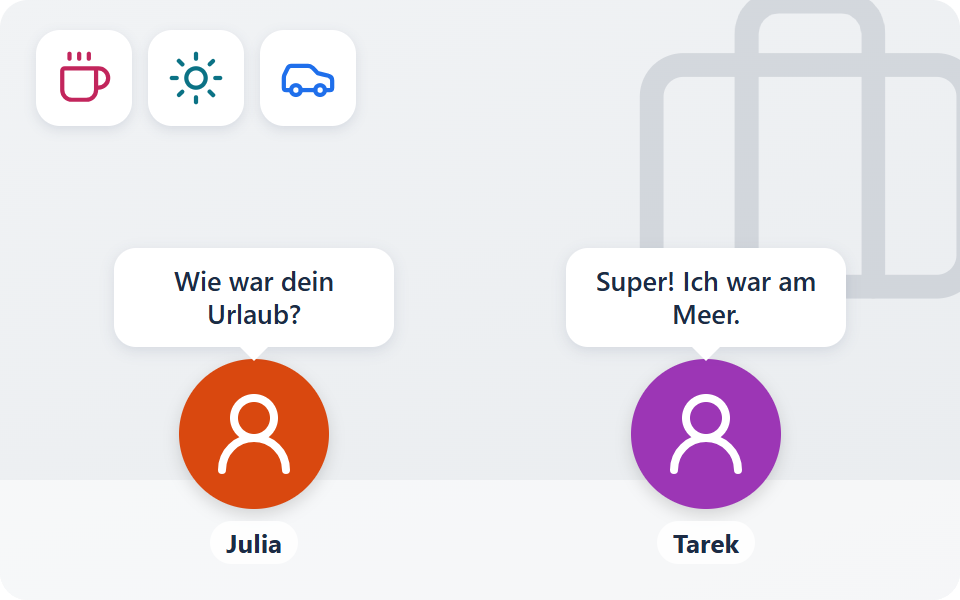 Wie war dein
Urlaub?
Super! Ich war am
Meer.
Julia
Tarek